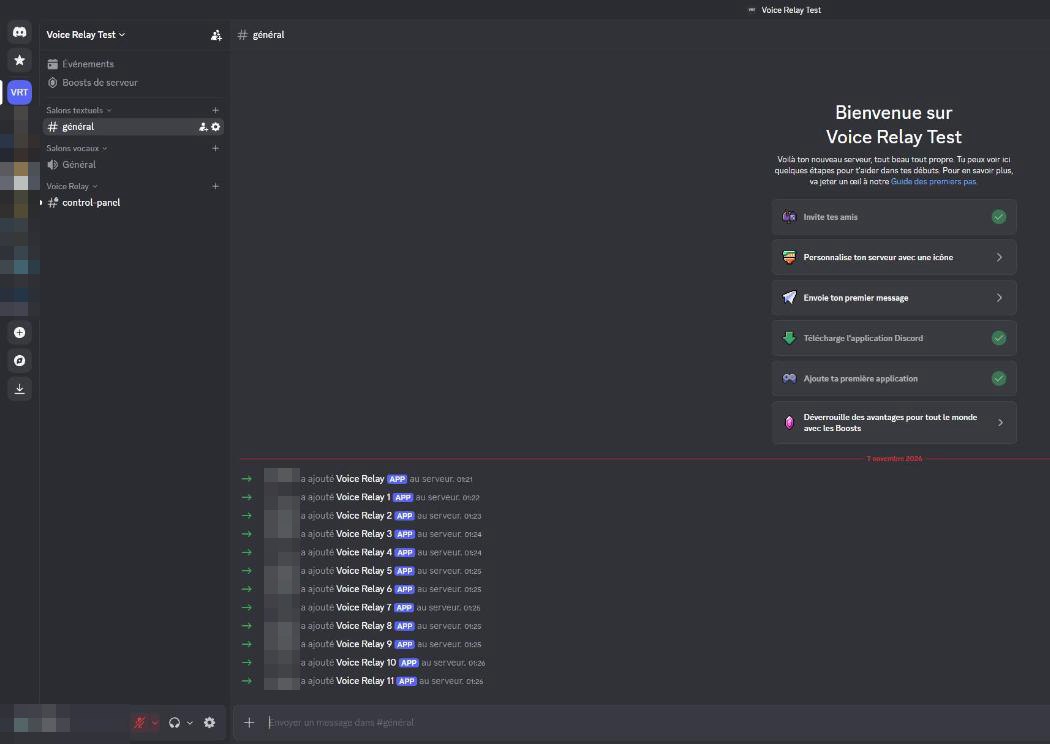 Voice Relay Test
Voice Relay Test
# général
VRT
Événements
Boosts de serveur
Salons textuels
# général
Salons vocaux
Général
Voice Relay
control-panel
Bienvenue sur
Voice Relay Test
Voilà ton nouveau serveur, tout beau tout propre. Tu peux voir ici
quelques étapes pour t'aider dans tes débuts. Pour en savoir plus,
va jeter un œil à notre Guide des premiers pas.
Invite tes amis
Personnalise ton serveur avec une icône
Envoie ton premier message
Télécharge l'application Discord
Ajoute ta première application
Déverrouille des avantages pour tout le monde
avec les Boosts
7 novembre 2026
a ajouté Voice Relay APP au serveur. 01:21
a ajouté Voice Relay 1 APP au serveur. 01:22
a ajouté Voice Relay 2 APP au serveur. 01:23
a ajouté Voice Relay 3 APP au serveur. 01:24
a ajouté Voice Relay 4 APP au serveur. 01:24
a ajouté Voice Relay 5 APP au serveur. 01:25
a ajouté Voice Relay 6 APP au serveur. 01:25
a ajouté Voice Relay 7 APP au serveur. 01:25
a ajouté Voice Relay 8 APP au serveur. 01:25
a ajouté Voice Relay 9 APP au serveur. 01:25
a ajouté Voice Relay 10 APP au serveur. 01:26
a ajouté Voice Relay 11 APP au serveur. 01:26
Envoyer un message dans #général